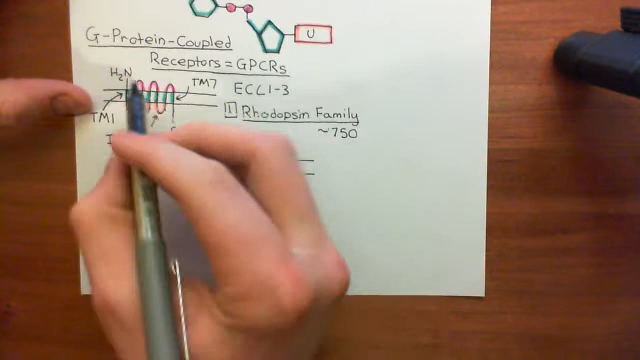 U
G-Protein-Coupled
Receptors = GPCRs
H₂N
TM7
ECL1-3
TM1
1 Rhodopsin Family
~750